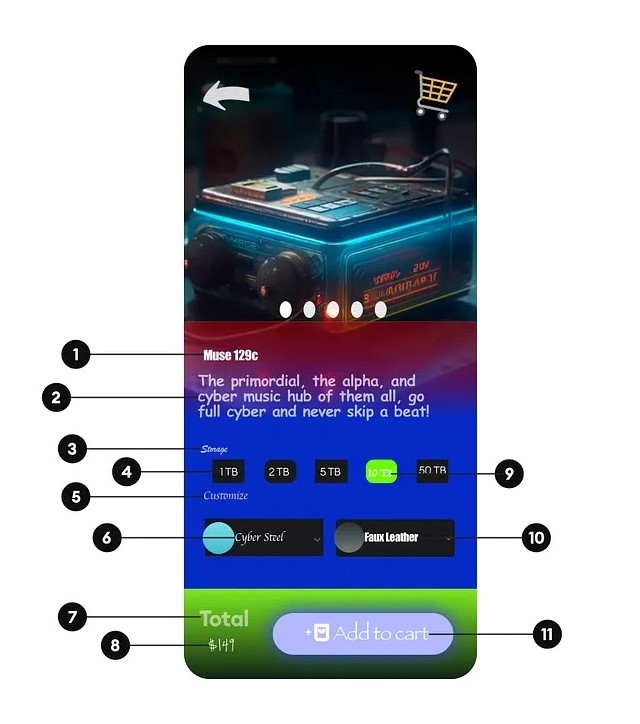 1
Muse 129c
2
The primordial, the alpha, and
cyber music hub of them all, go
full cyber and never skip a beat!
3
Storage
4
1 TB
2 TB
5 TB
10 TB
50 TB
9
5
Customize
6
Cyber Steel
Faux Leather
10
7
Total
8
$149
+ Add to cart
11